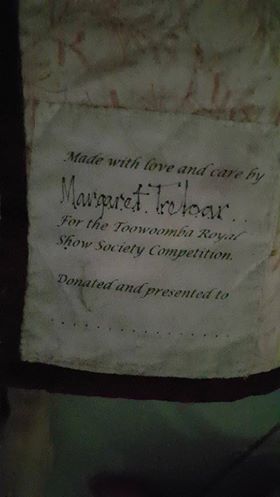 Made with love and care by
Margaret. Treloar . .
For the Toowoomba Royal
Show Society Competition.
Donated and presented to
. . . . . . . . . . . . . . . . .